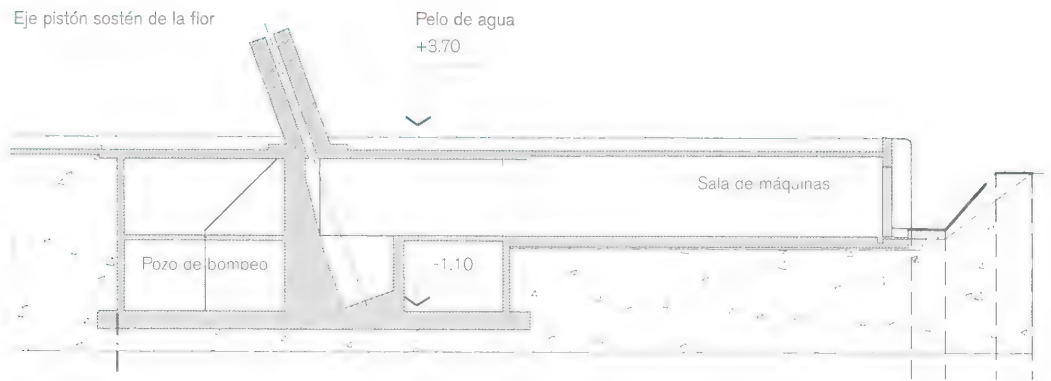 Eje pistón sostén de la flor
Pelo de agua
+3.70
Sala de máquinas
Pozo de bombeo
-1.10